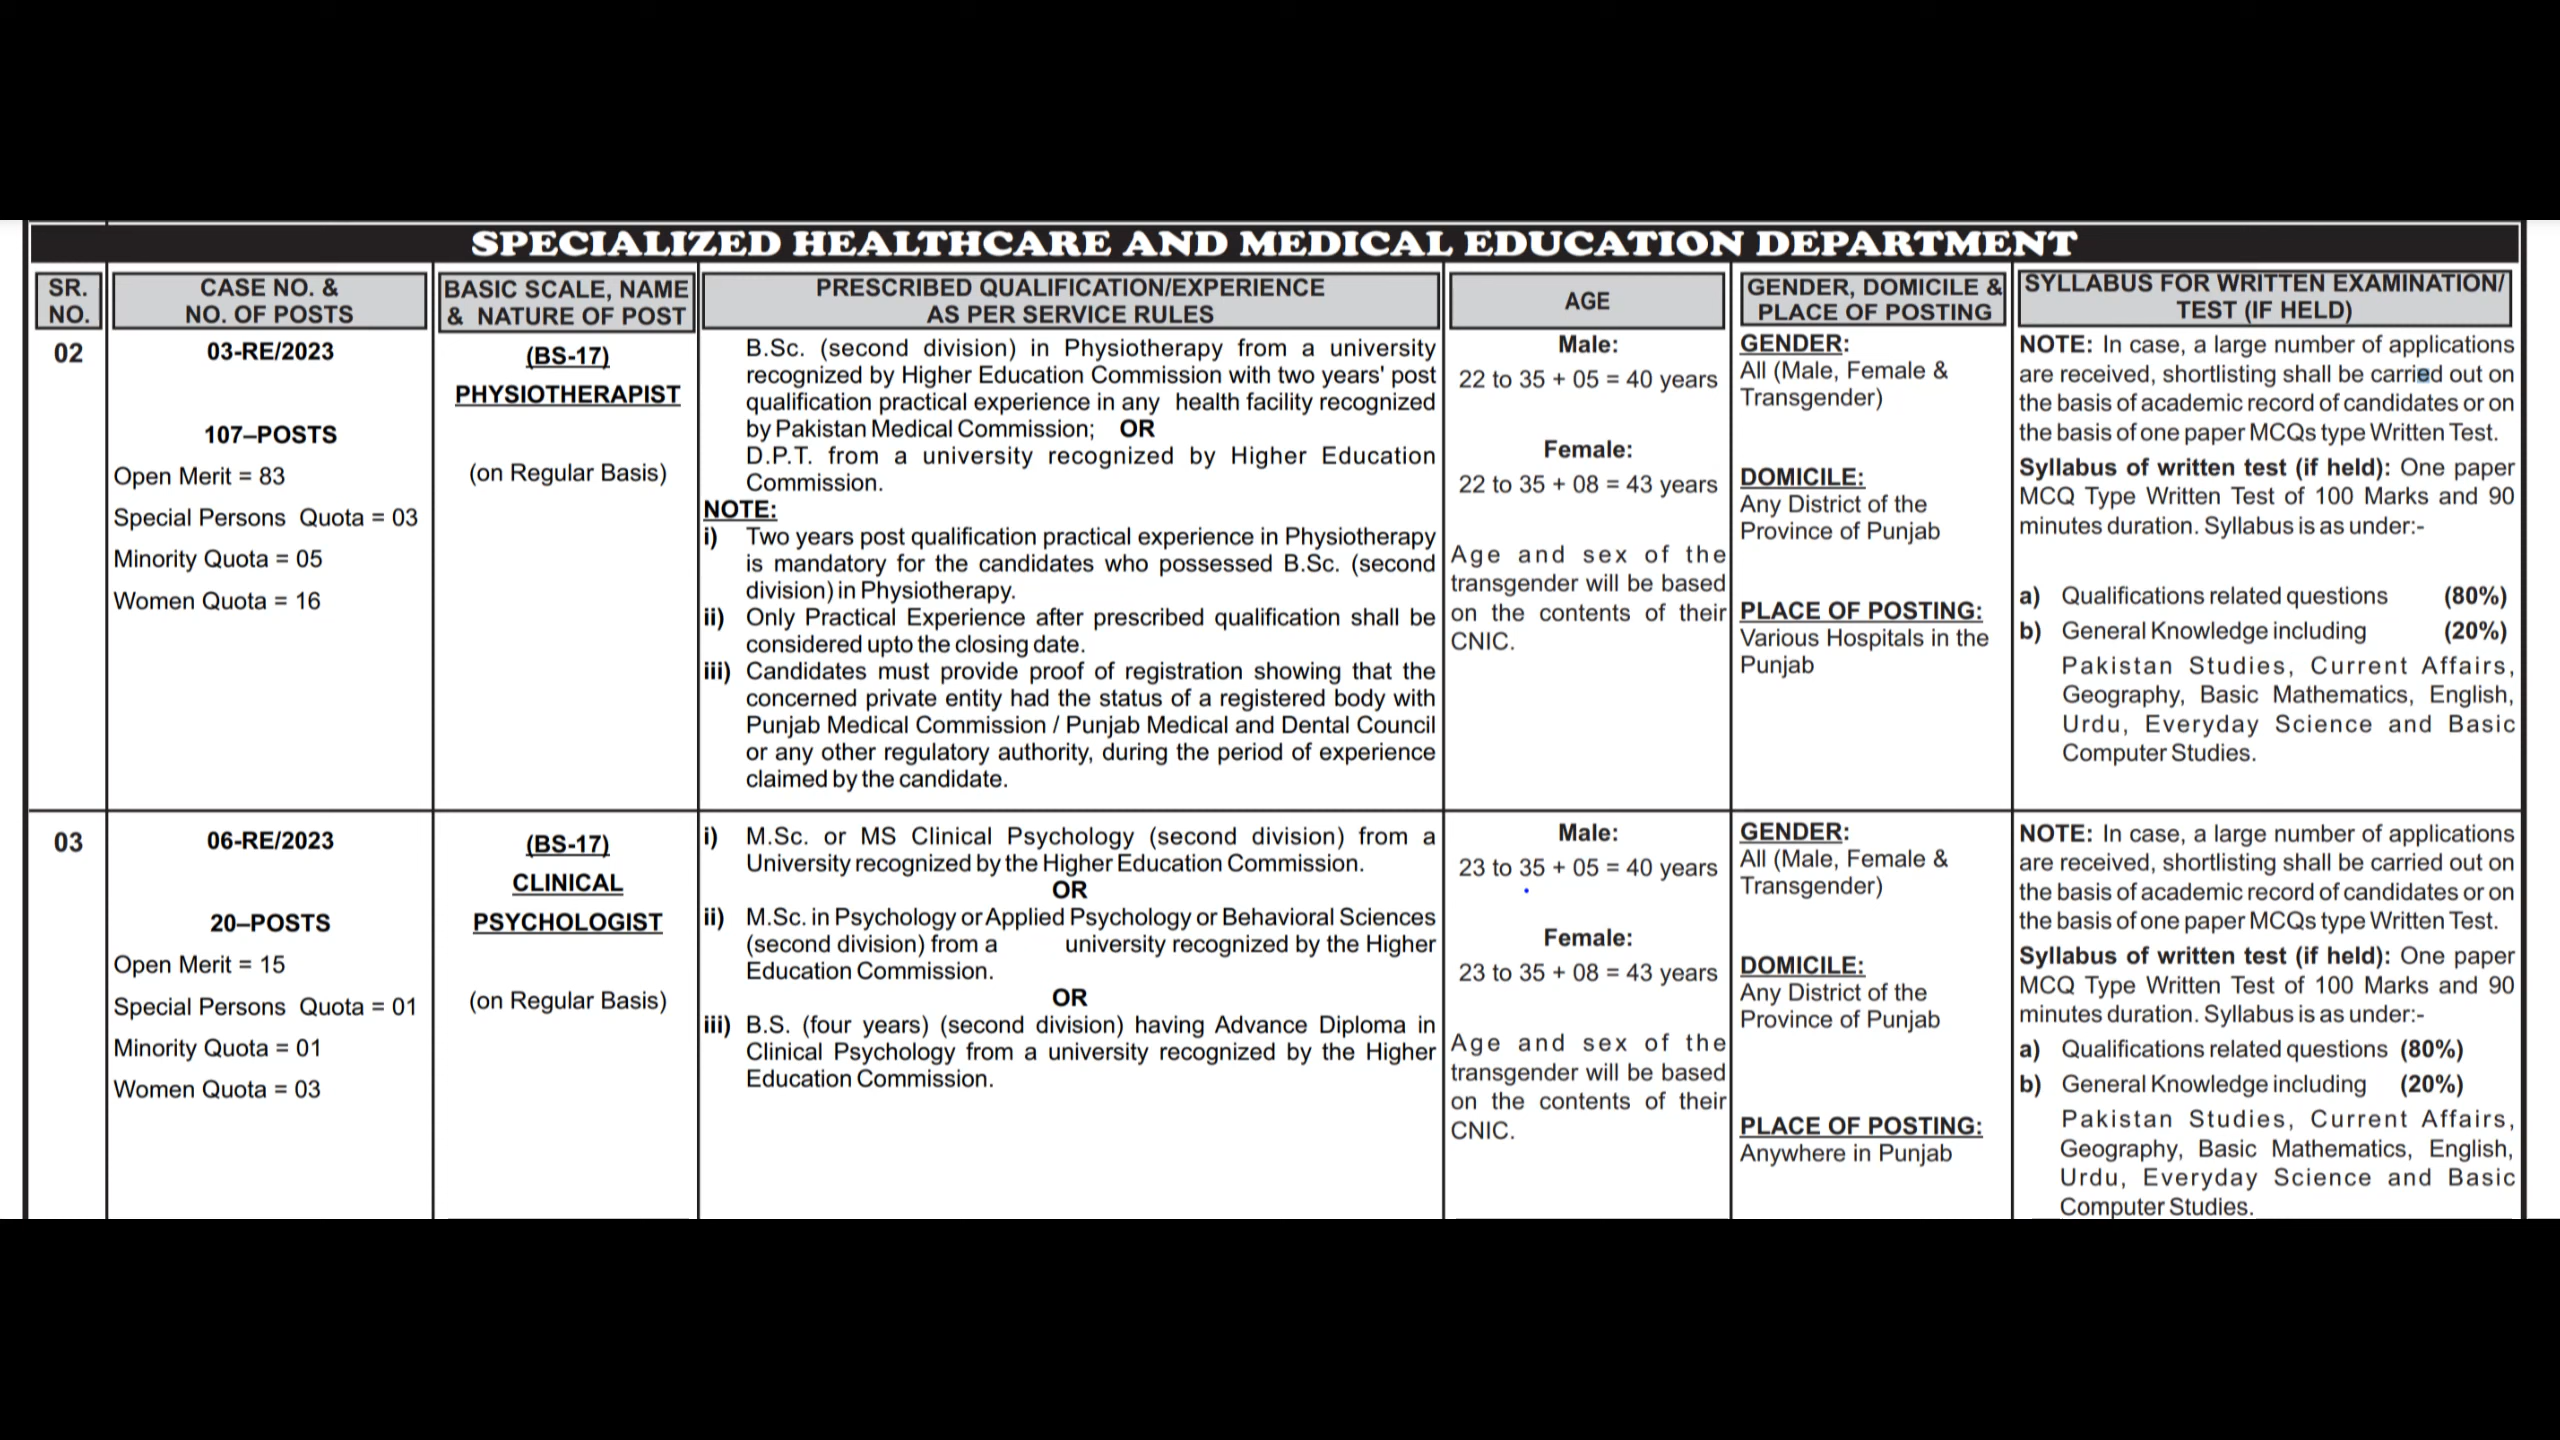 SPECIALIZED HEALTHCARE AND MEDICAL EDUCATION DEPARTMENT
SR.
NO.
CASE NO. &
NO. OF POSTS
BASIC SCALE, NAME
& NATURE OF POST
PRESCRIBED QUALIFICATION/EXPERIENCE
AS PER SERVICE RULES
AGE
GENDER, DOMICILE &
PLACE OF POSTING
SYLLABUS FOR WRITTEN EXAMINATION/
TEST (IF HELD)
02
03-RE/2023
107–POSTS
Open Merit = 83
Special Persons Quota = 03
Minority Quota = 05
Women Quota = 16
(BS-17)
PHYSIOTHERAPIST
(on Regular Basis)
B.Sc. (second division) in Physiotherapy from a university
recognized by Higher Education Commission with two years' post
qualification practical experience in any health facility recognized
by Pakistan Medical Commission; OR
D.P.T. from a university recognized by Higher Education
Commission.
NOTE:
i) Two years post qualification practical experience in Physiotherapy
is mandatory for the candidates who possessed B.Sc. (second
division) in Physiotherapy.
ii) Only Practical Experience after prescribed qualification shall be
considered upto the closing date.
iii) Candidates must provide proof of registration showing that the
concerned private entity had the status of a registered body with
Punjab Medical Commission / Punjab Medical and Dental Council
or any other regulatory authority, during the period of experience
claimed by the candidate.
Male:
22 to 35 + 05 = 40 years
Female:
22 to 35 + 08 = 43 years
Age and sex of the
transgender will be based
on the contents of their
CNIC.
GENDER:
All (Male, Female &
Transgender)
DOMICILE:
Any District of the
Province of Punjab
PLACE OF POSTING:
Various Hospitals in the
Punjab
NOTE: In case, a large number of applications
are received, shortlisting shall be carried out on
the basis of academic record of candidates or on
the basis of one paper MCQs type Written Test.
Syllabus of written test (if held): One paper
MCQ Type Written Test of 100 Marks and 90
minutes duration. Syllabus is as under:-
a) Qualifications related questions (80%)
b) General Knowledge including (20%)
Pakistan Studies, Current Affairs,
Geography, Basic Mathematics, English,
Urdu, Everyday Science and Basic
Computer Studies.
03
06-RE/2023
20–POSTS
Open Merit = 15
Special Persons Quota = 01
Minority Quota = 01
Women Quota = 03
(BS-17)
CLINICAL
PSYCHOLOGIST
(on Regular Basis)
i) M.Sc. or MS Clinical Psychology (second division) from a
University recognized by the Higher Education Commission.
OR
ii) M.Sc. in Psychology or Applied Psychology or Behavioral Sciences
(second division) from a university recognized by the Higher
Education Commission.
OR
iii) B.S. (four years) (second division) having Advance Diploma in
Clinical Psychology from a university recognized by the Higher
Education Commission.
Male:
23 to 35 + 05 = 40 years
Female:
23 to 35 + 08 = 43 years
Age and sex of the
transgender will be based
on the contents of their
CNIC.
GENDER:
All (Male, Female &
Transgender)
DOMICILE:
Any District of the
Province of Punjab
PLACE OF POSTING:
Anywhere in Punjab
NOTE: In case, a large number of applications
are received, shortlisting shall be carried out on
the basis of academic record of candidates or on
the basis of one paper MCQs type Written Test.
Syllabus of written test (if held): One paper
MCQ Type Written Test of 100 Marks and 90
minutes duration. Syllabus is as under:-
a) Qualifications related questions (80%)
b) General Knowledge including (20%)
Pakistan Studies, Current Affairs,
Geography, Basic Mathematics, English,
Urdu, Everyday Science and Basic
Computer Studies.